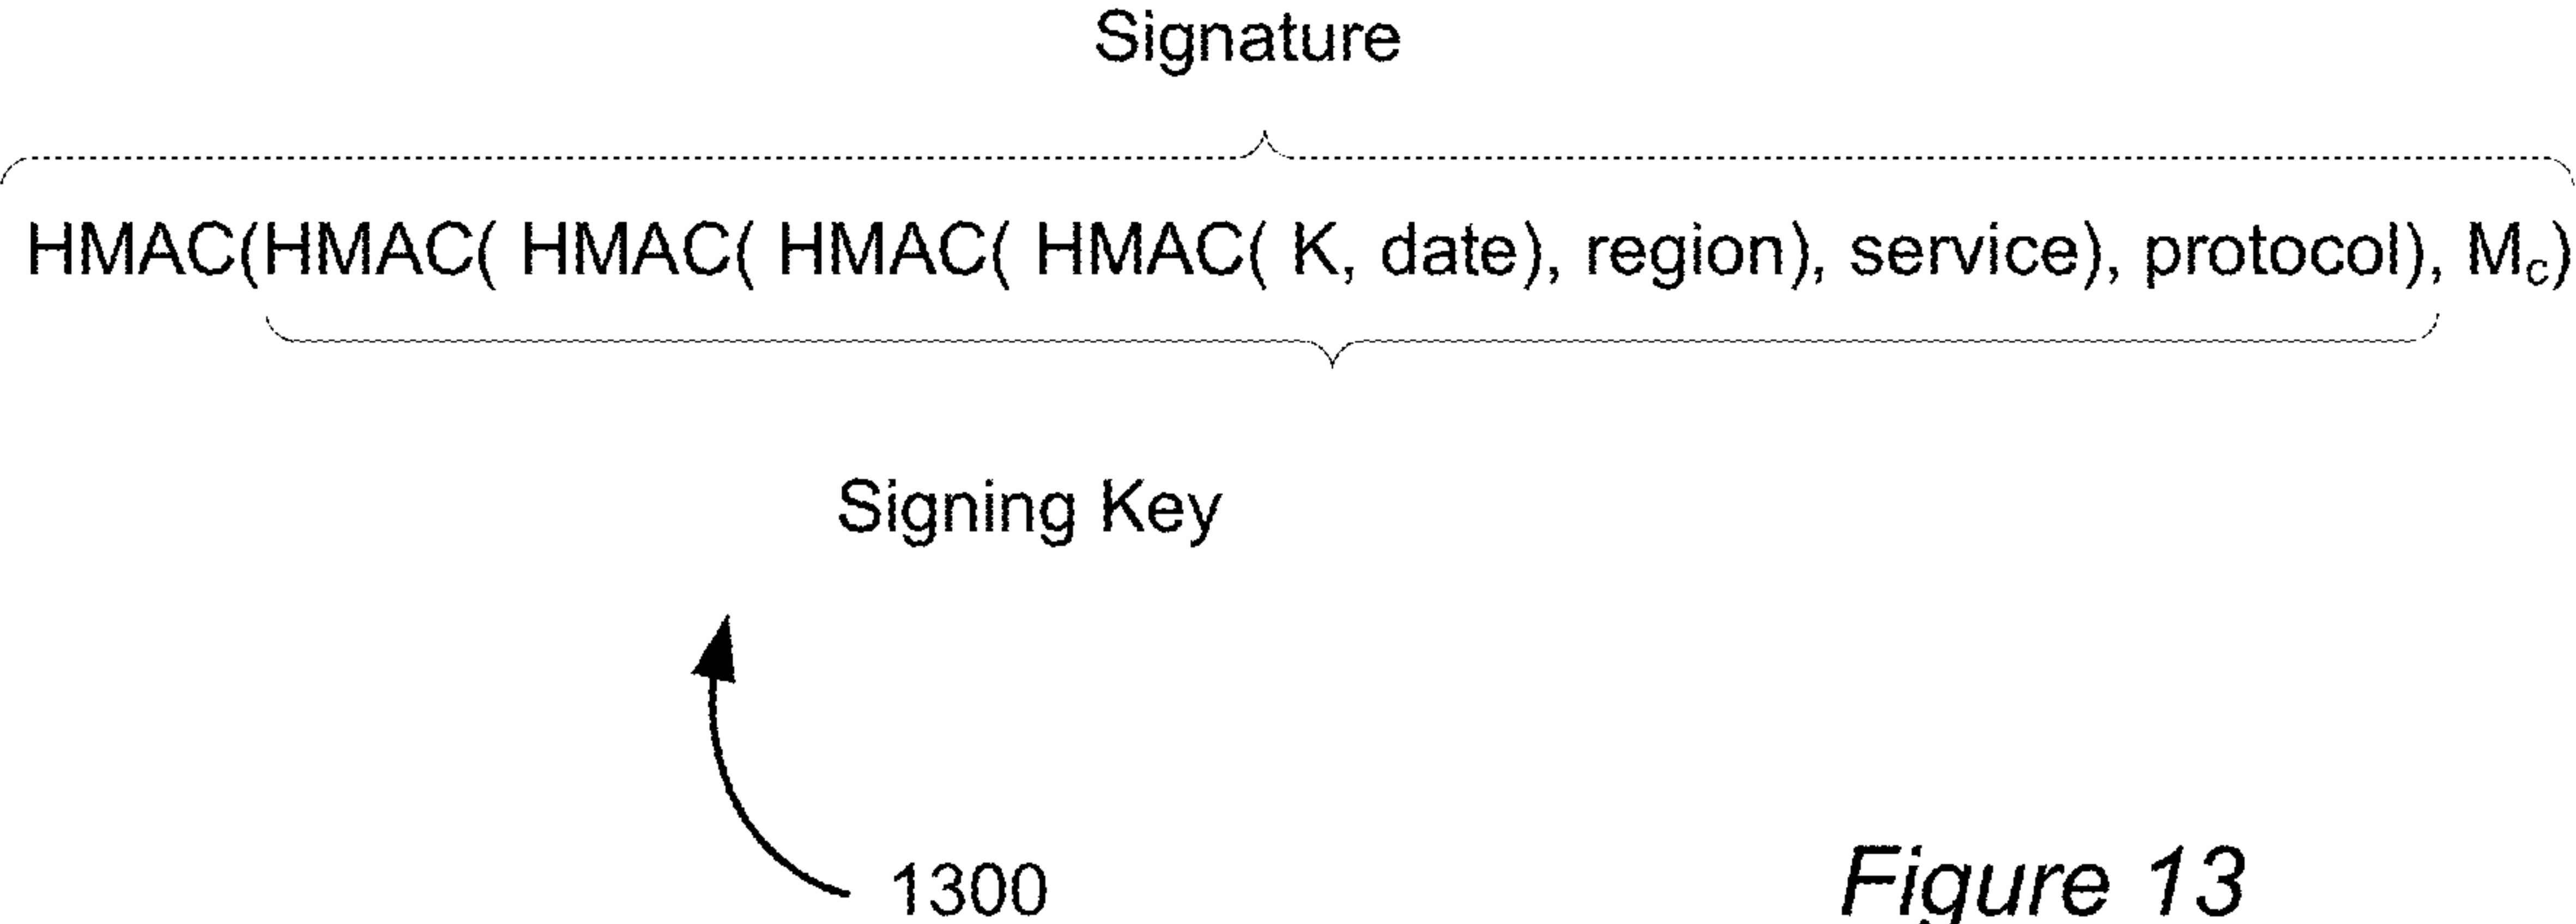 Signature
HMAC(HMAC( HMAC( HMAC( HMAC( K, date), region), service), protocol), Mc)
Signing Key
1300
Figure 13